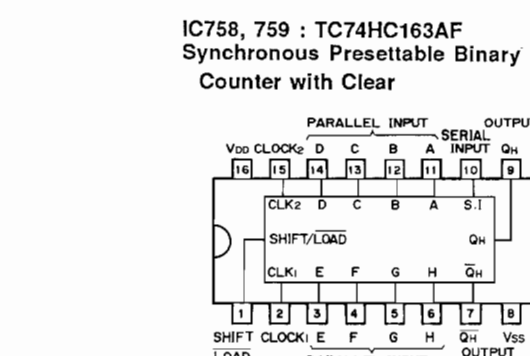 IC758, 759 : TC74HC163AF
Synchronous Presettable Binary
Counter with Clear
PARALLEL INPUT OUTPU
SERIAL
VDD CLOCK2 D C B A INPUT QH
16 15 14 13 12 11 10 9
CLK2 D C B A S.I
SHIFT/LOAD QH
CLK1 E F G H QH
1 2 3 4 5 6 7 8
SHIFT CLOCK1 E F G H QH VSS
LOAD OUTPUT